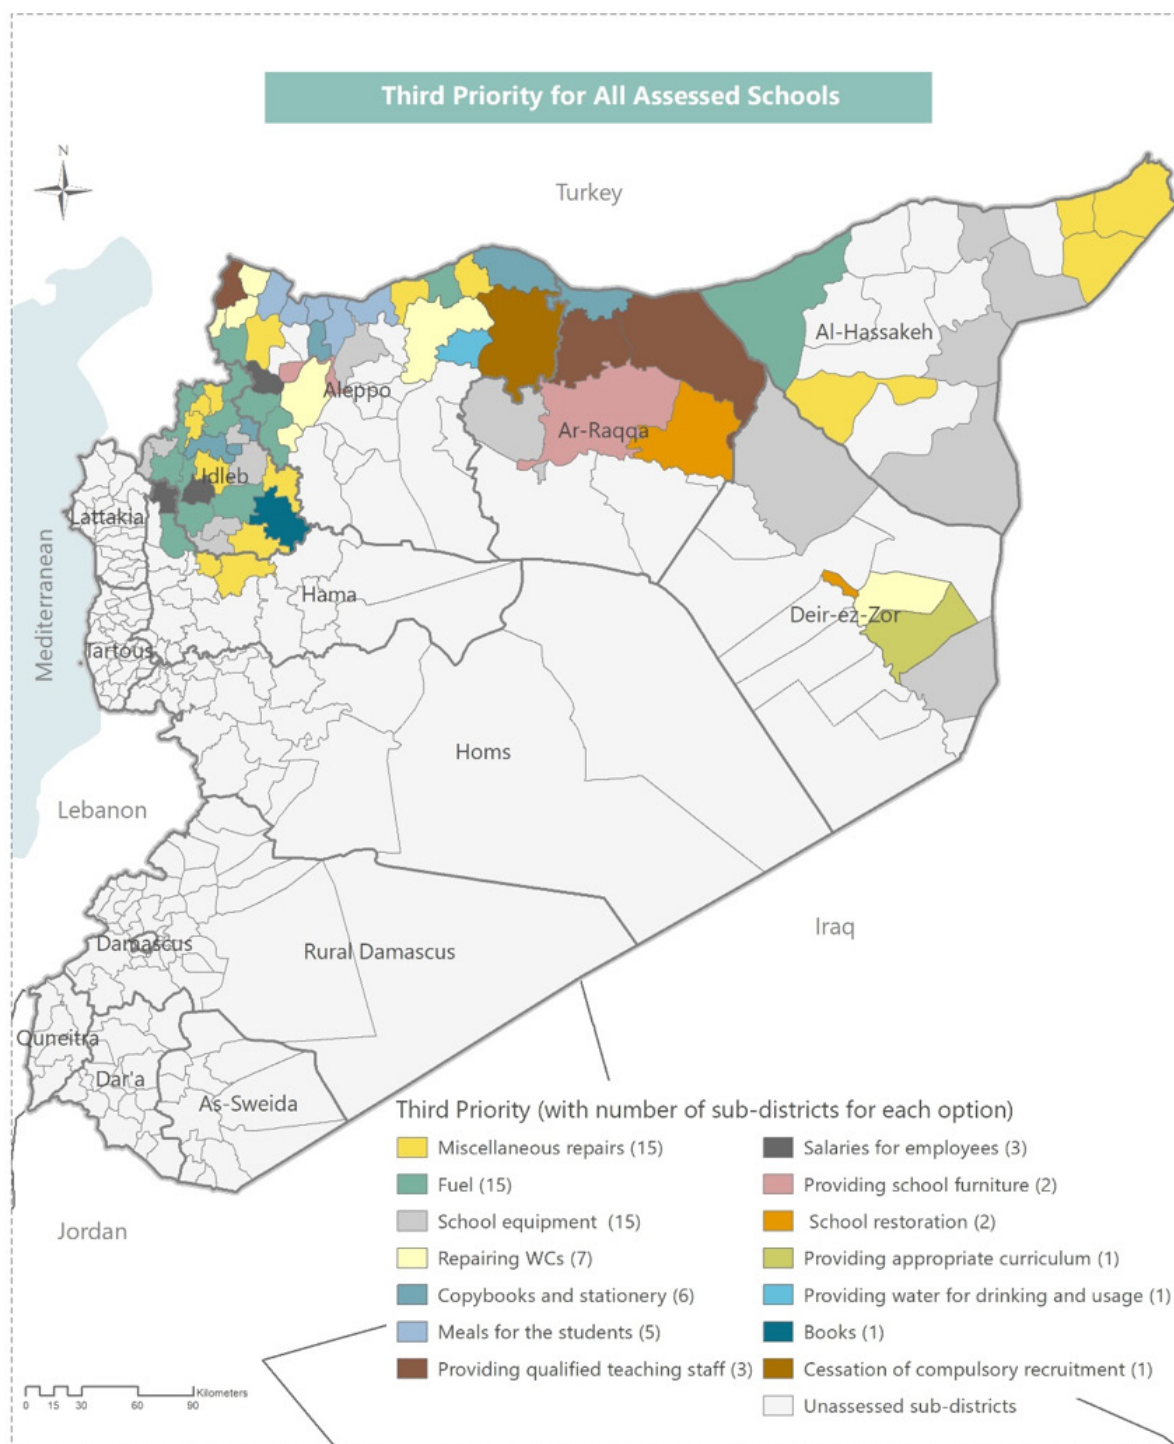 Third Priority for All Assessed Schools
N
Turkey
Al-Hassakeh
Aleppo
Ar-Raqqa
Idleb
Lattakia
Mediterranean
Hama
Deir-ez-Zor
Tartous
Homs
Lebanon
Iraq
Damascus
Rural Damascus
Quneitra
Dar'a
As-Sweida
Jordan
Third Priority (with number of sub-districts for each option)
Miscellaneous repairs (15)
Fuel (15)
School equipment (15)
Repairing WCs (7)
Copybooks and stationery (6)
Meals for the students (5)
Providing qualified teaching staff (3)
Salaries for employees (3)
Providing school furniture (2)
School restoration (2)
Providing appropriate curriculum (1)
Providing water for drinking and usage (1)
Books (1)
Cessation of compulsory recruitment (1)
Unassessed sub-districts
Kilometers
0 15 30 60 90